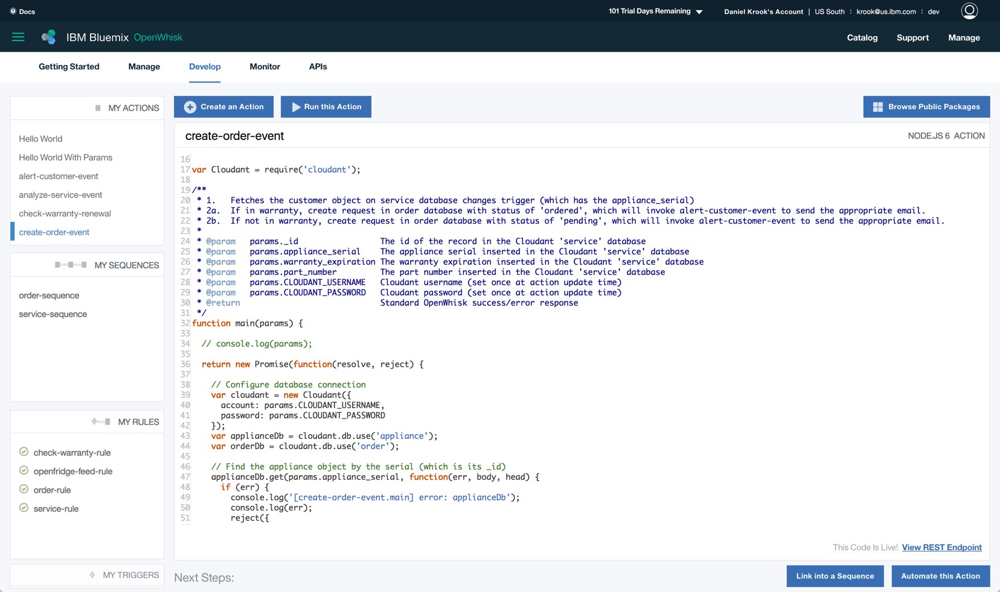 Docs
101 Trial Days Remaining
Daniel Krook's Account | US South : krook@us.ibm.com : dev
IBM Bluemix OpenWhisk
Catalog
Support
Manage
Getting Started
Manage
Develop
Monitor
APIs
MY ACTIONS
Hello World
Hello World With Params
alert-customer-event
analyze-service-event
check-warranty-renewal
create-order-event
MY SEQUENCES
order-sequence
service-sequence
MY RULES
check-warranty-rule
openfridge-feed-rule
order-rule
service-rule
MY TRIGGERS
Create an Action
Run this Action
Browse Public Packages
create-order-event
NODE.JS 6 ACTION
16
17 var Cloudant = require('cloudant');
18
19 /**
20  * 1.   Fetches the customer object on service database changes trigger (which has the appliance_serial)
21  * 2a.  If in warranty, create request in order database with status of 'ordered', which will invoke alert-customer-event to send the appropriate email.
22  * 2b.  If not in warranty, create request in order database with status of 'pending', which will invoke alert-customer-event to send the appropriate email.
23  *
24  * @param   params._id                 The id of the record in the Cloudant 'service' database
25  * @param   params.appliance_serial    The appliance serial inserted in the Cloudant 'service' database
26  * @param   params.warranty_expiration The warranty expiration inserted in the Cloudant 'service' database
27  * @param   params.part_number         The part number inserted in the Cloudant 'service' database
28  * @param   params.CLOUDANT_USERNAME   Cloudant username (set once at action update time)
29  * @param   params.CLOUDANT_PASSWORD   Cloudant password (set once at action update time)
30  * @return                             Standard OpenWhisk success/error response
31  */
32 function main(params) {
33
34   // console.log(params);
35
36   return new Promise(function(resolve, reject) {
37
38     // Configure database connection
39     var cloudant = new Cloudant({
40       account: params.CLOUDANT_USERNAME,
41       password: params.CLOUDANT_PASSWORD
42     });
43     var applianceDb = cloudant.db.use('appliance');
44     var orderDb = cloudant.db.use('order');
45
46     // Find the appliance object by the serial (which is its _id)
47     applianceDb.get(params.appliance_serial, function(err, body, head) {
48       if (err) {
49         console.log('[create-order-event.main] error: applianceDb');
50         console.log(err);
51         reject({
This Code Is Live! View REST Endpoint
Next Steps:
Link into a Sequence
Automate this Action